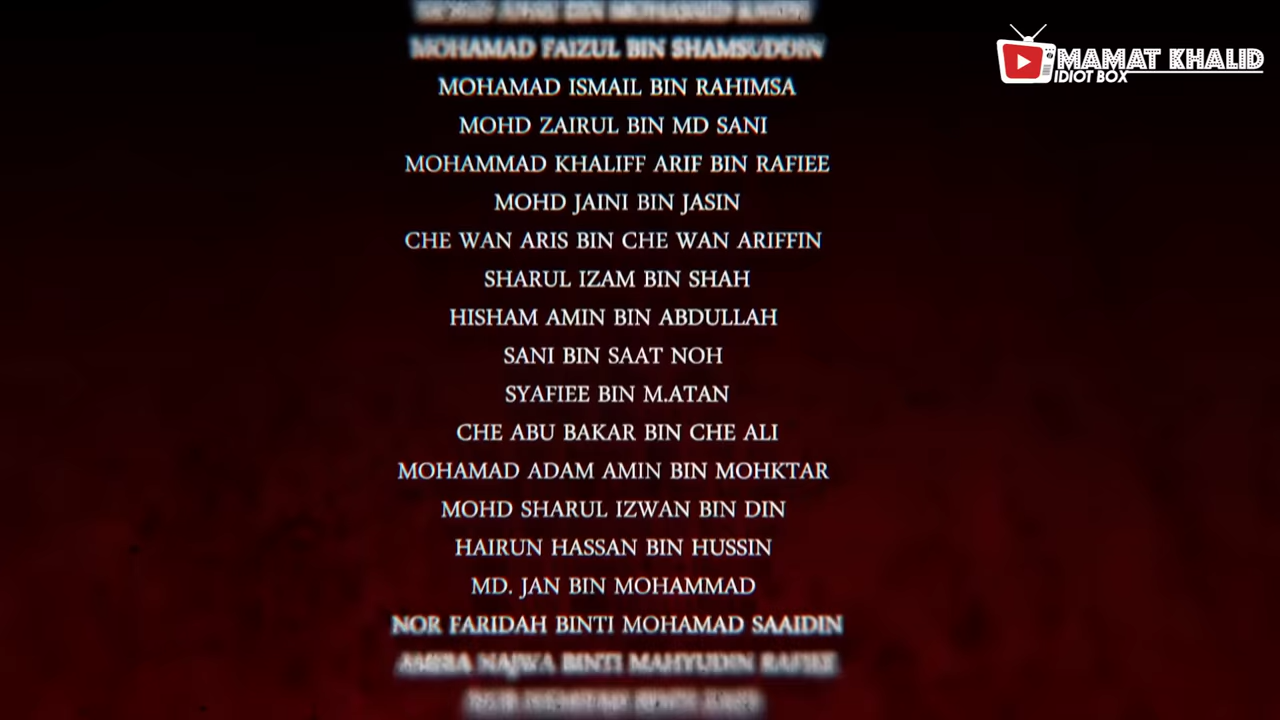 MAMAT KHALID
IDIOT BOX
MOHAMAD FAIZUL BIN SHAMSUDDIN
MOHAMAD ISMAIL BIN RAHIMSA
MOHD ZAIRUL BIN MD SANI
MOHAMMAD KHALIFF ARIF BIN RAFIEE
MOHD JAINI BIN JASIN
CHE WAN ARIS BIN CHE WAN ARIFFIN
SHARUL IZAM BIN SHAH
HISHAM AMIN BIN ABDULLAH
SANI BIN SAAT NOH
SYAFIEE BIN M.ATAN
CHE ABU BAKAR BIN CHE ALI
MOHAMAD ADAM AMIN BIN MOHKTAR
MOHD SHARUL IZWAN BIN DIN
HAIRUN HASSAN BIN HUSSIN
MD. JAN BIN MOHAMMAD
NOR FARIDAH BINTI MOHAMAD SAAIDIN
NAJWA BINTI MAHYUDIN RAFIEE